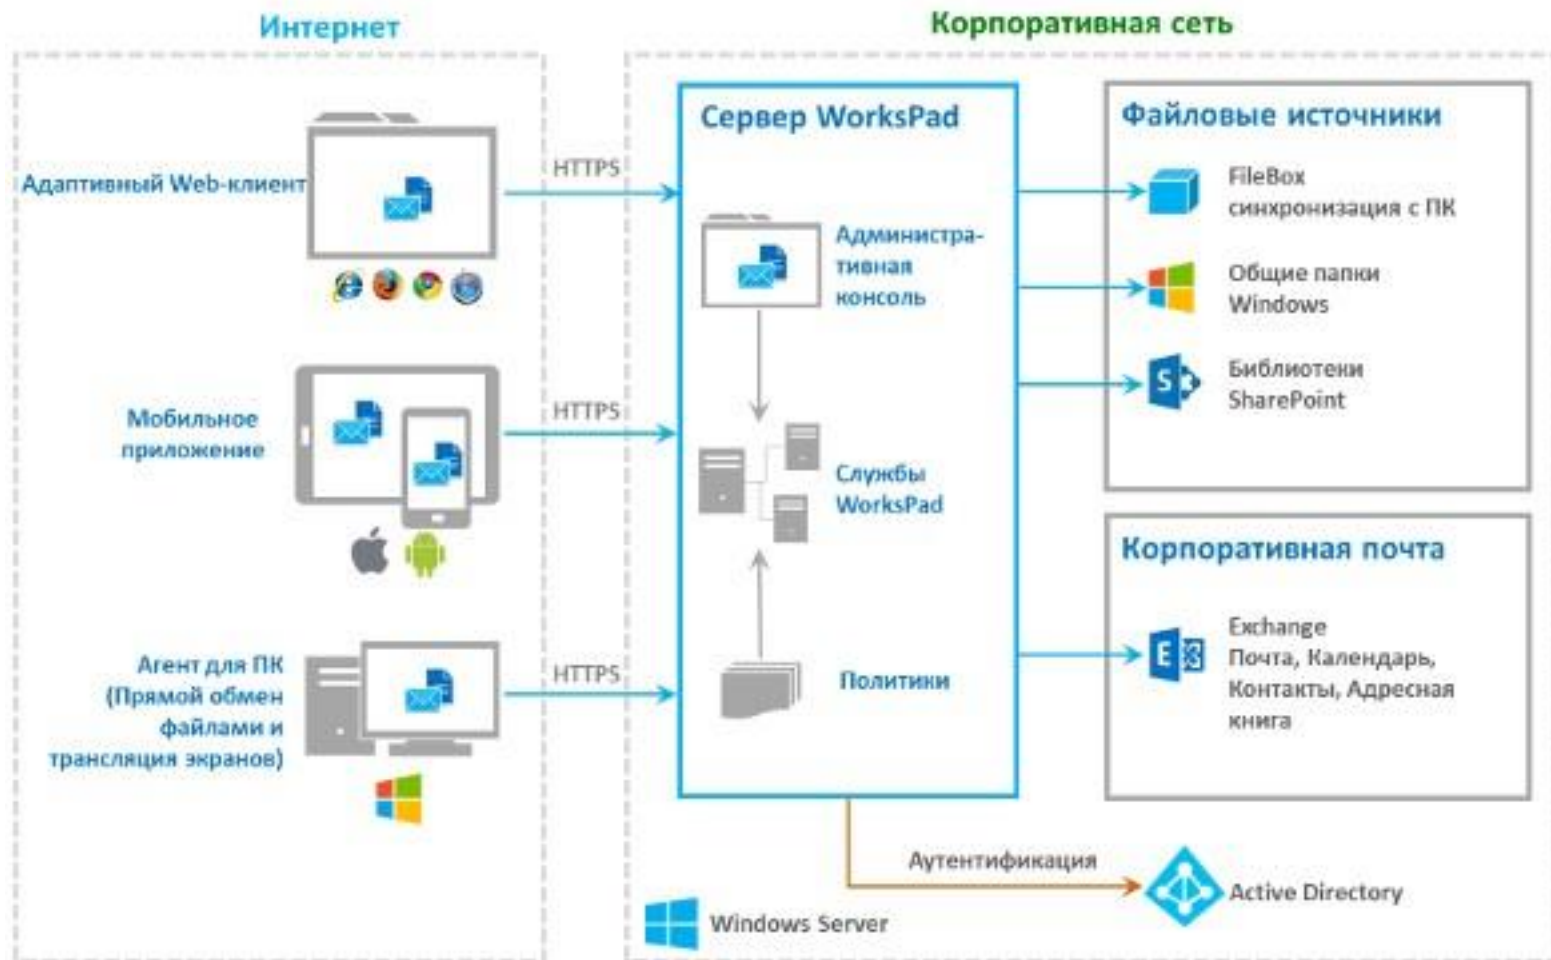 Интернет
Корпоративная сеть
Адаптивный Web-клиент
HTTPS
Мобильное
приложение
HTTPS
Агент для ПК
(Прямой обмен
файлами и
трансляция экранов)
HTTPS
Сервер WorksPad
Администра-
тивная
консоль
Службы
WorksPad
Политики
Файловые источники
FileBox
синхронизация с ПК
Общие папки
Windows
Библиотеки
SharePoint
Корпоративная почта
Exchange
Почта, Календарь,
Контакты, Адресная
книга
Аутентификация
Active Directory
Windows Server